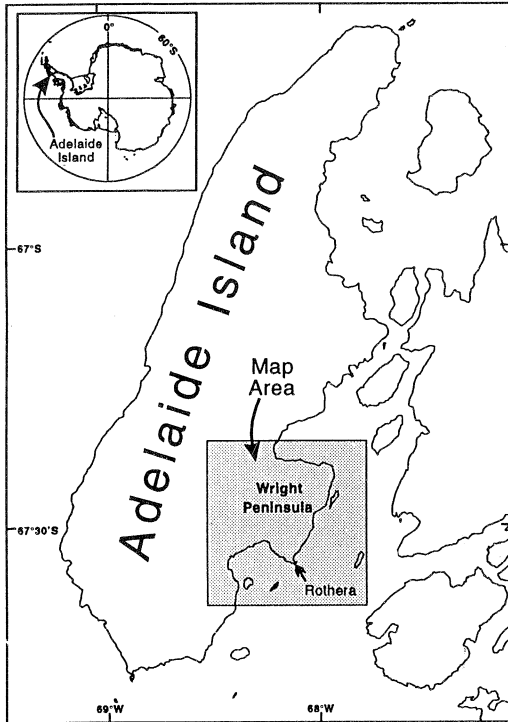 0°
60°S
Adelaide
Island
67°S
Adelaide Island
Map
Area
Wright
Peninsula
67°30'S
Rothera
69°W
68°W